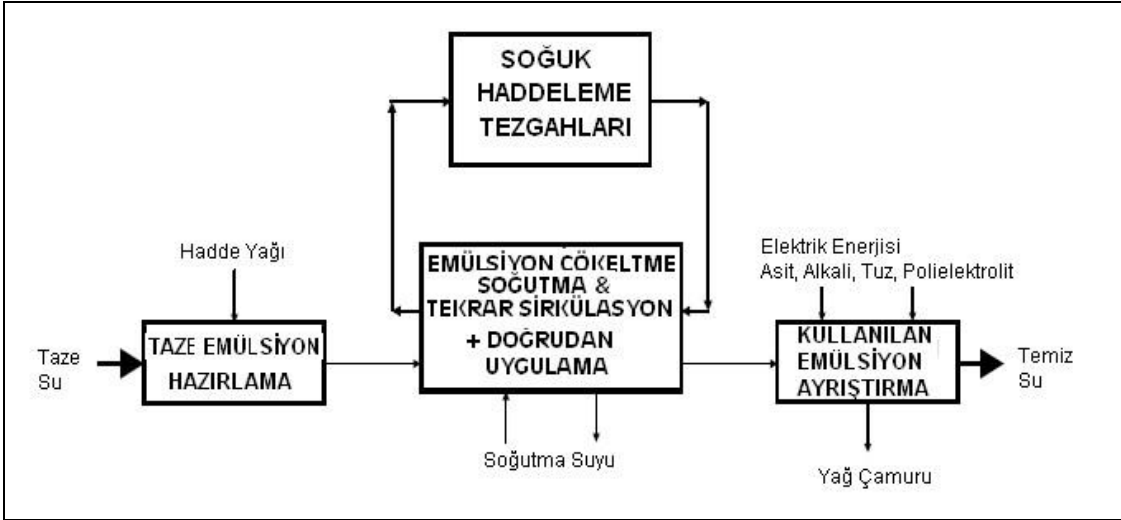 SOĞUK
HADDELEME
TEZGAHLARI
Hadde Yağı
EMÜLSİYON ÇÖKELTME
SOĞUTMA &
TEKRAR SİRKÜLASYON
+ DOĞRUDAN
UYGULAMA
Elektrik Enerjisi
Asit, Alkali, Tuz, Polielektrolit
Taze
Su
TAZE EMÜLSİYON
HAZIRLAMA
KULLANILAN
EMÜLSİYON
AYRIŞTIRMA
Temiz
Su
Soğutma Suyu
Yağ Çamuru